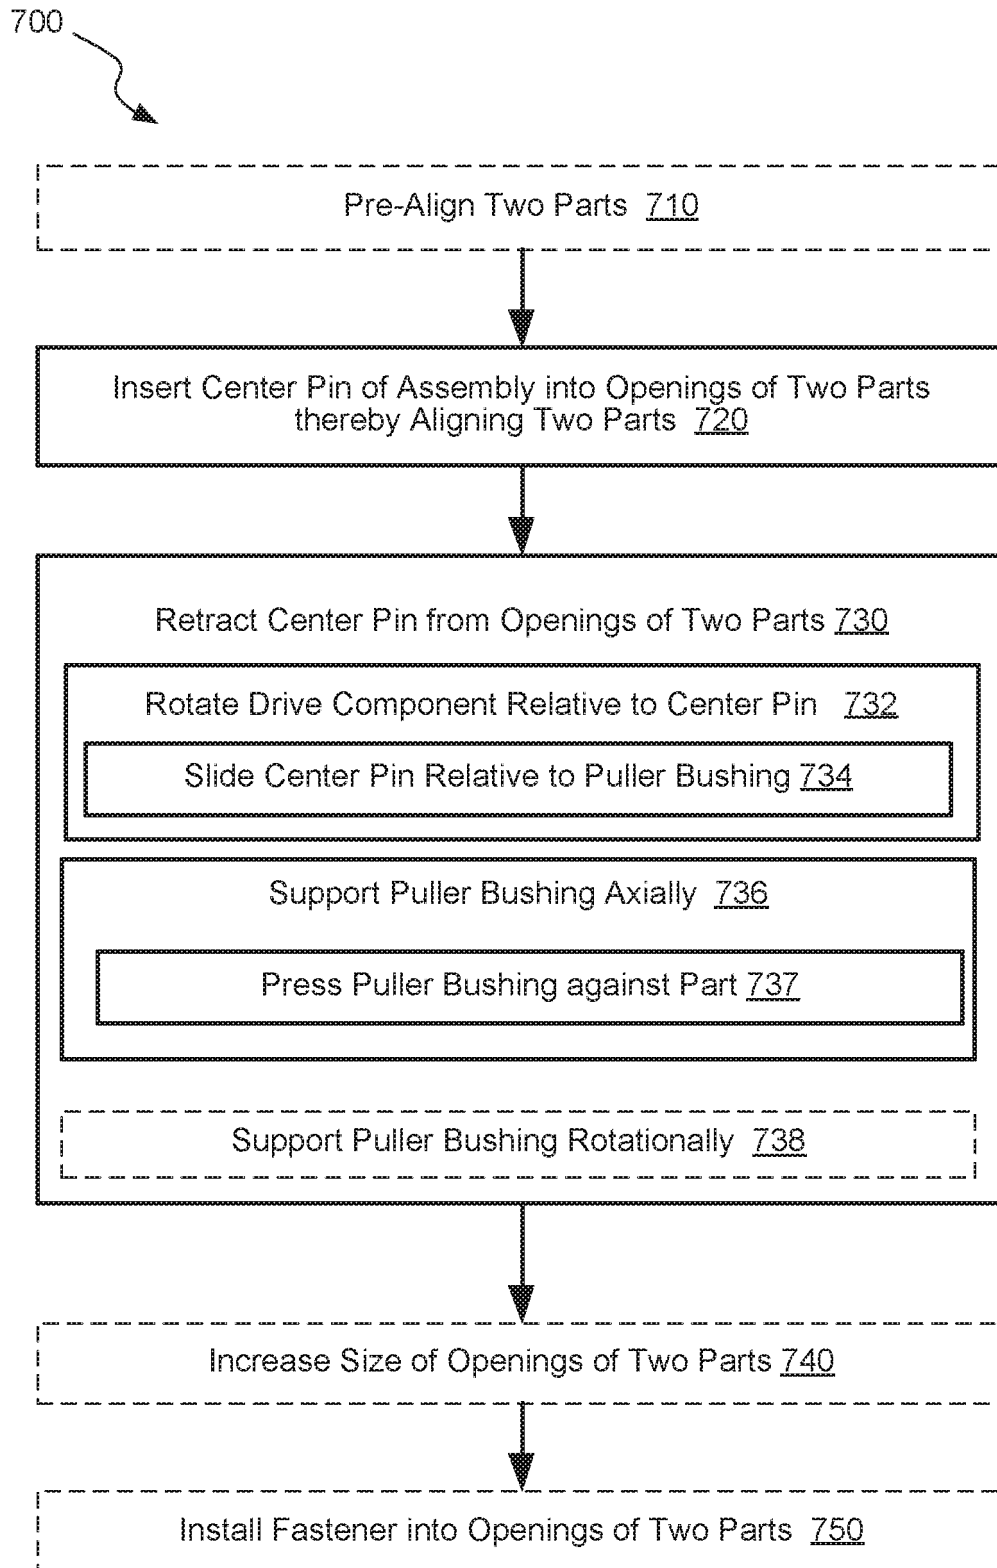 700
Pre-Align Two Parts 710
Insert Center Pin of Assembly into Openings of Two Parts
thereby Aligning Two Parts 720
Retract Center Pin from Openings of Two Parts 730
Rotate Drive Component Relative to Center Pin 732
Slide Center Pin Relative to Puller Bushing 734
Support Puller Bushing Axially 736
Press Puller Bushing against Part 737
Support Puller Bushing Rotationally 738
Increase Size of Openings of Two Parts 740
Install Fastener into Openings of Two Parts 750